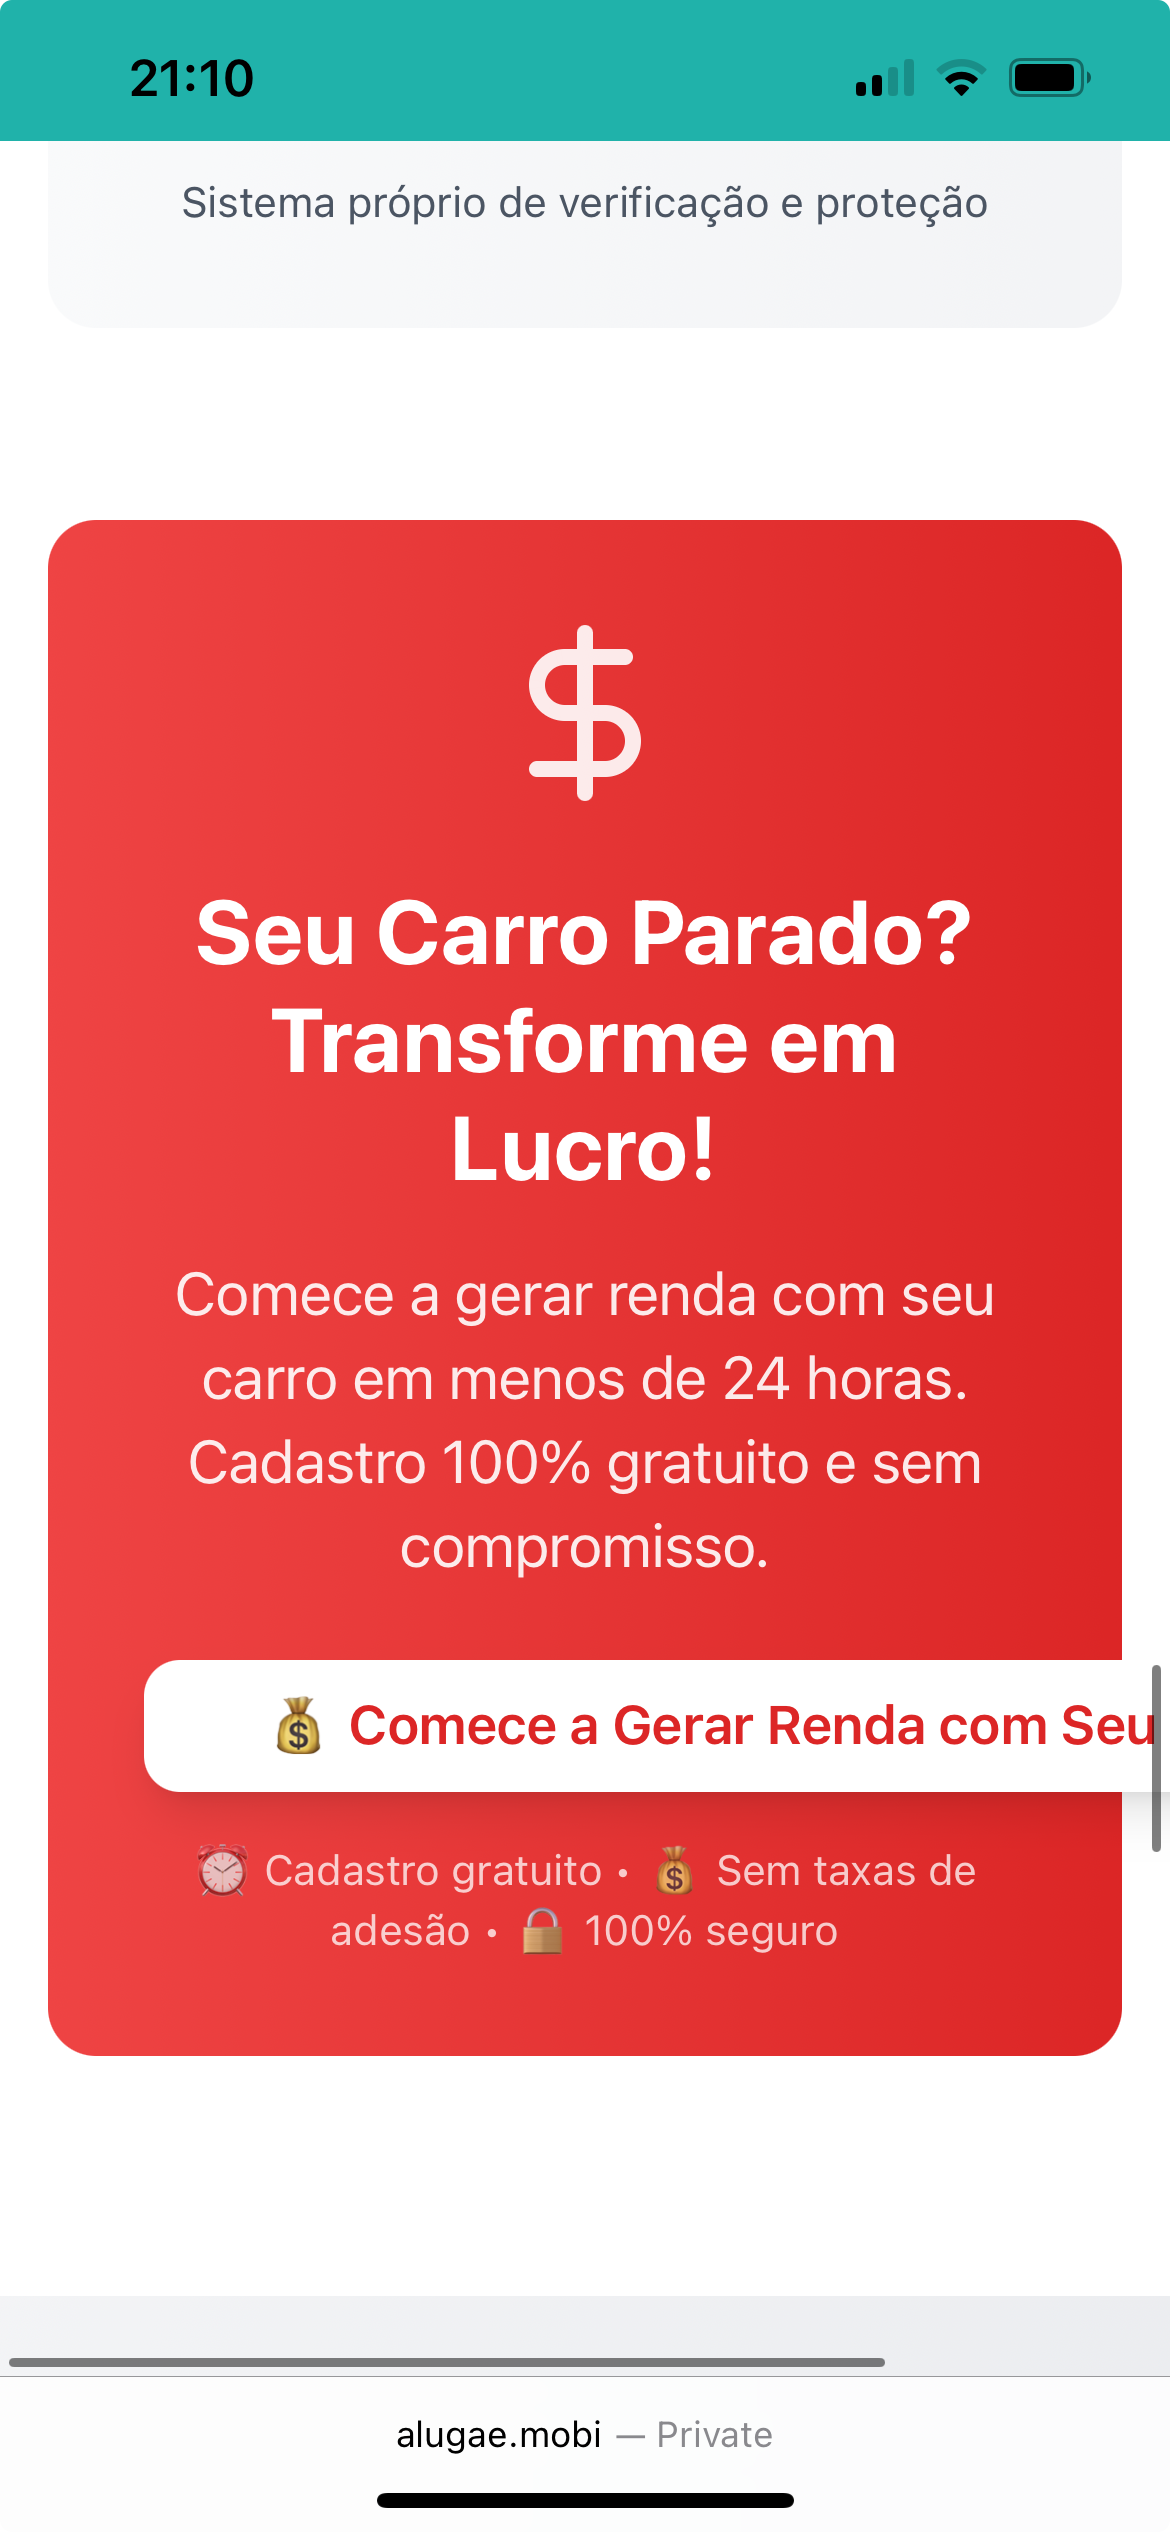 21:10
Sistema próprio de verificação e proteção
Seu Carro Parado?
Transforme em
Lucro!
Comece a gerar renda com seu
carro em menos de 24 horas.
Cadastro 100% gratuito e sem
compromisso.
💰 Comece a Gerar Renda com Seu
⏰ Cadastro gratuito • 💰 Sem taxas de
adesão • 🔒 100% seguro
alugae.mobi — Private